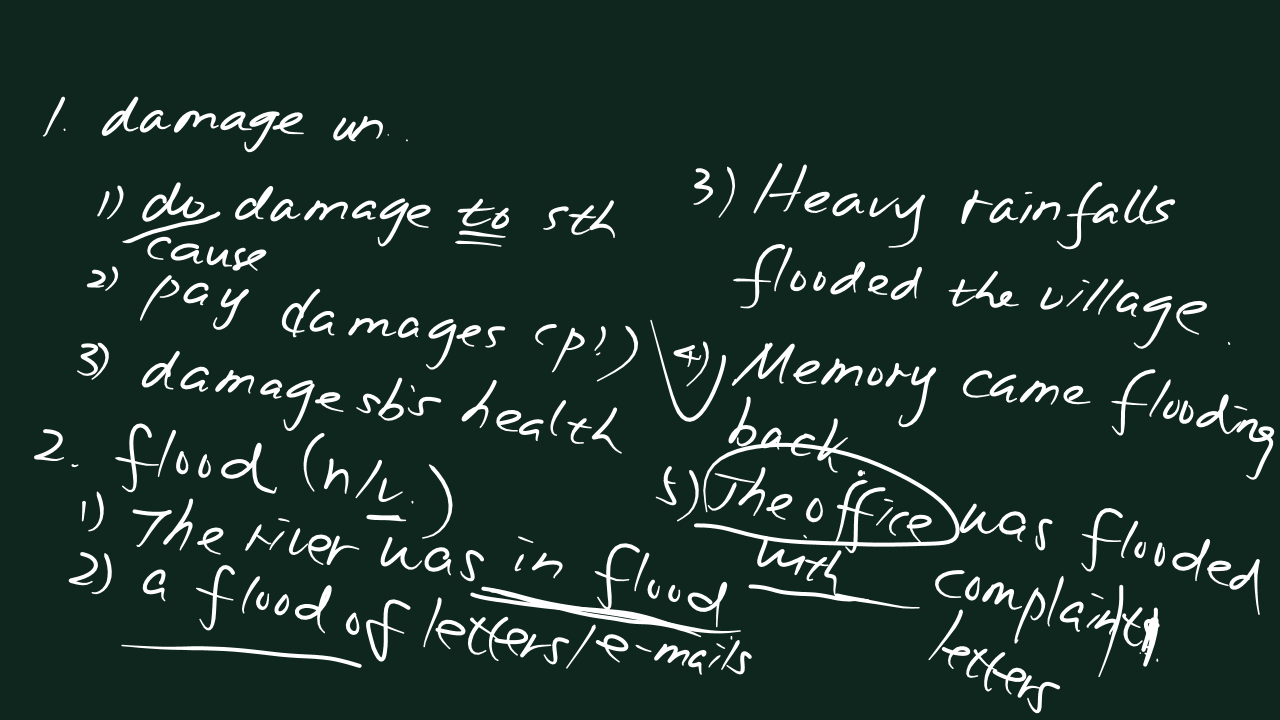 1. damage un.
1) do damage to sth
cause
2) pay damages (pl)
3) damage sb's health
2. flood (n/v.)
1) The river was in flood
2) a flood of letters/e-mails
3) Heavy rainfalls
flooded the village.
4) Memory came flooding
back.
5) The office was flooded
with complaint
letters